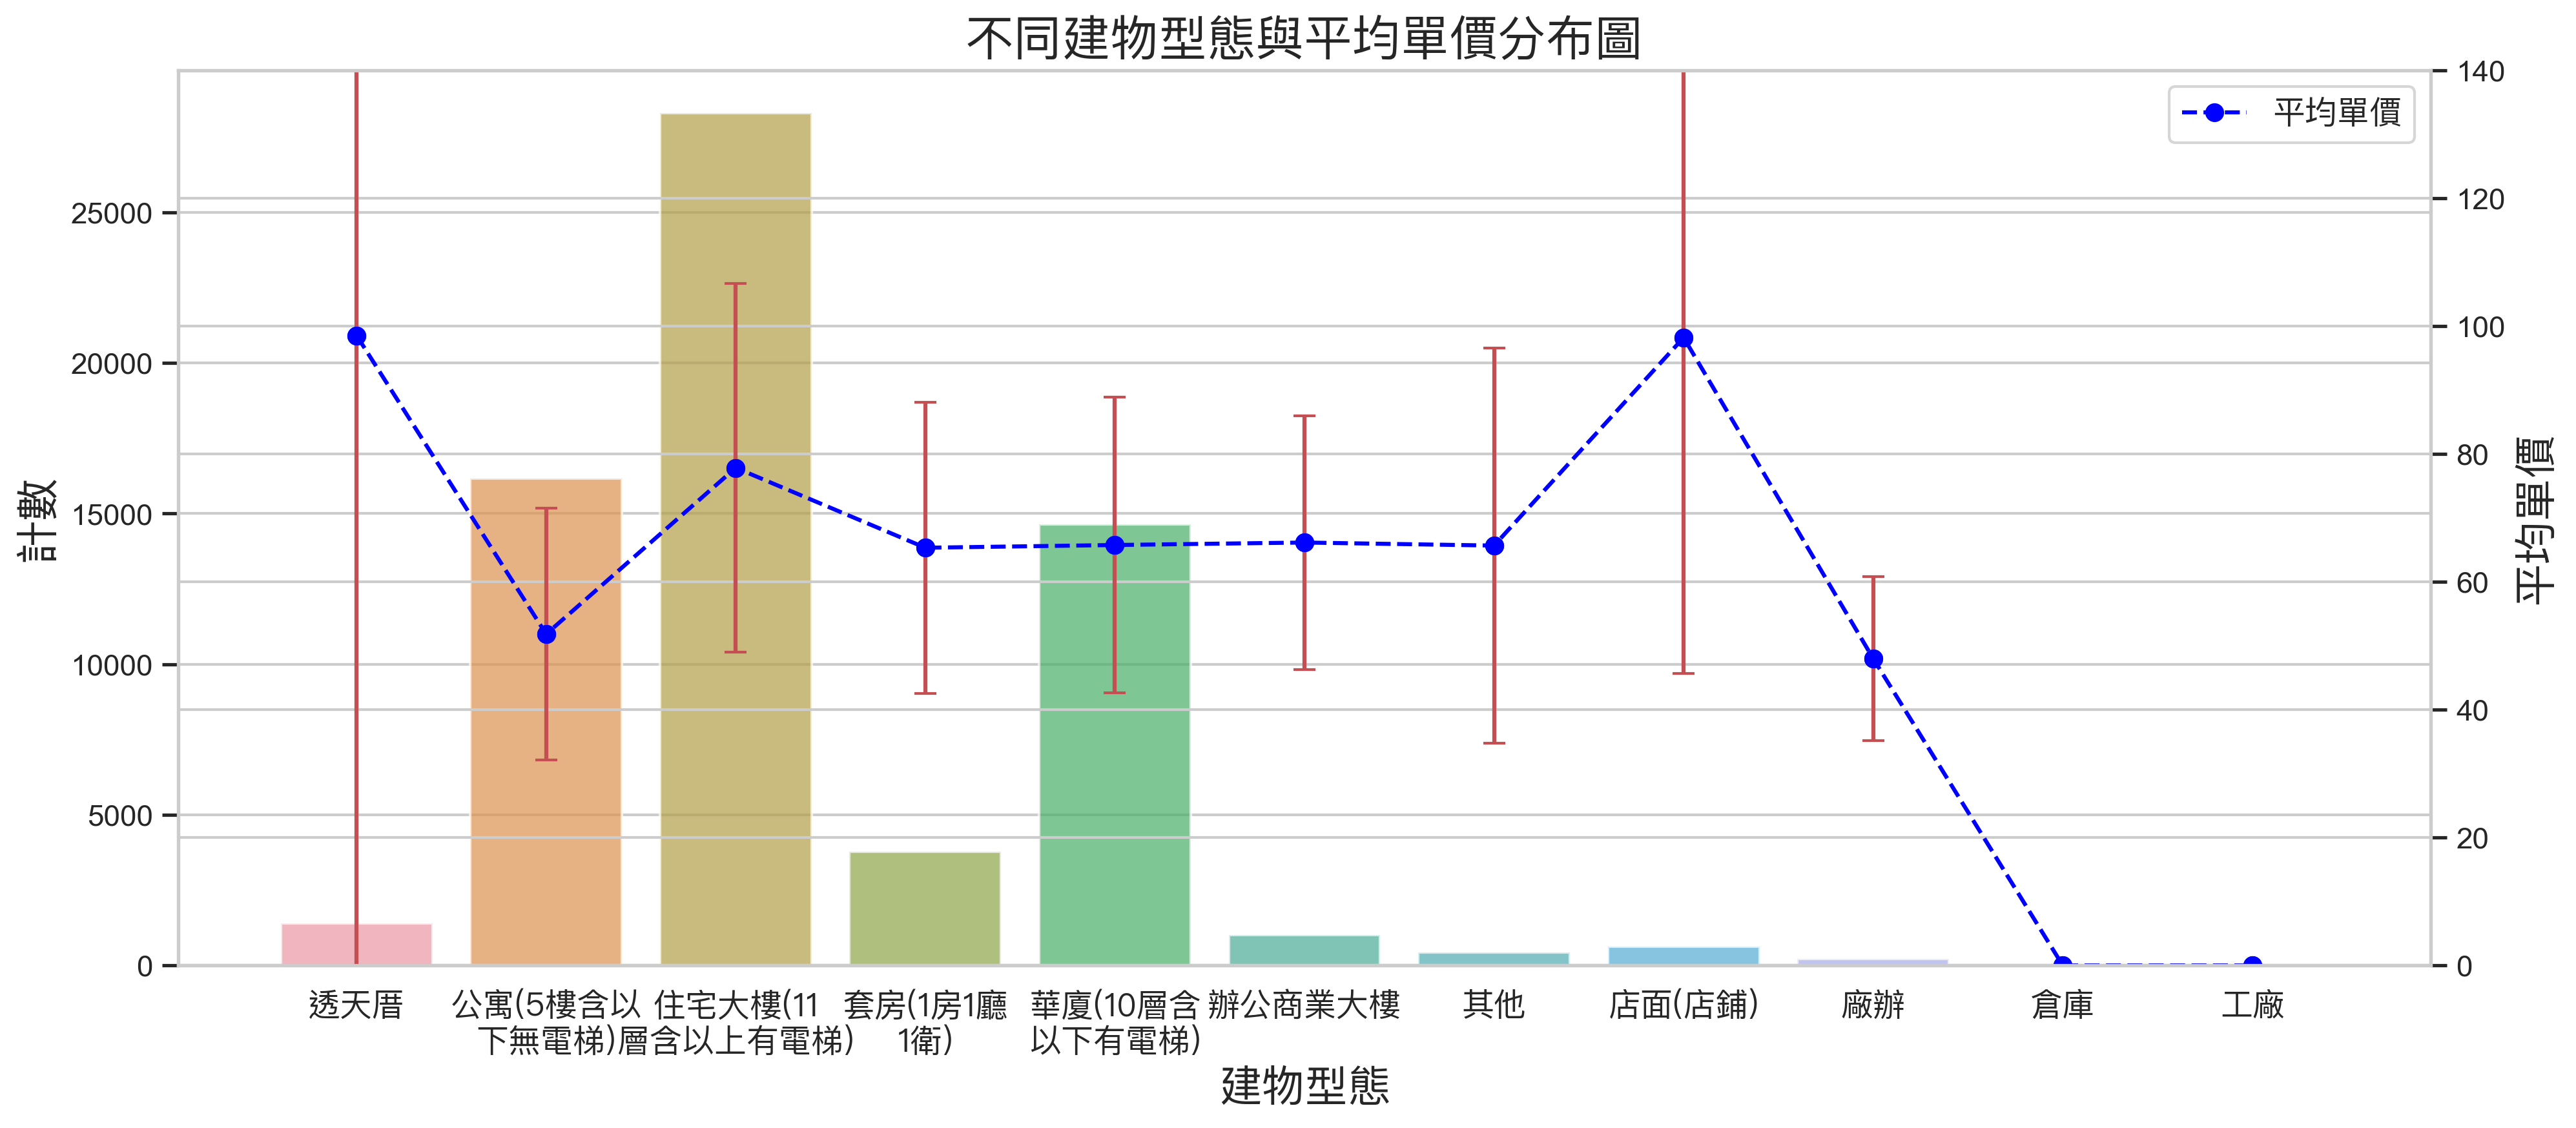 不同建物型態與平均單價分布圖
平均單價
計數
25000
20000
15000
10000
5000
0
140
120
100
80
60
40
20
0
平均單價
透天厝
公寓(5樓含以
下無電梯)
住宅大樓(11
層含以上有電梯)
套房(1房1廳
1衛)
華廈(10層含
以下有電梯)
辦公商業大樓
其他
店面(店鋪)
廠辦
倉庫
工廠
建物型態